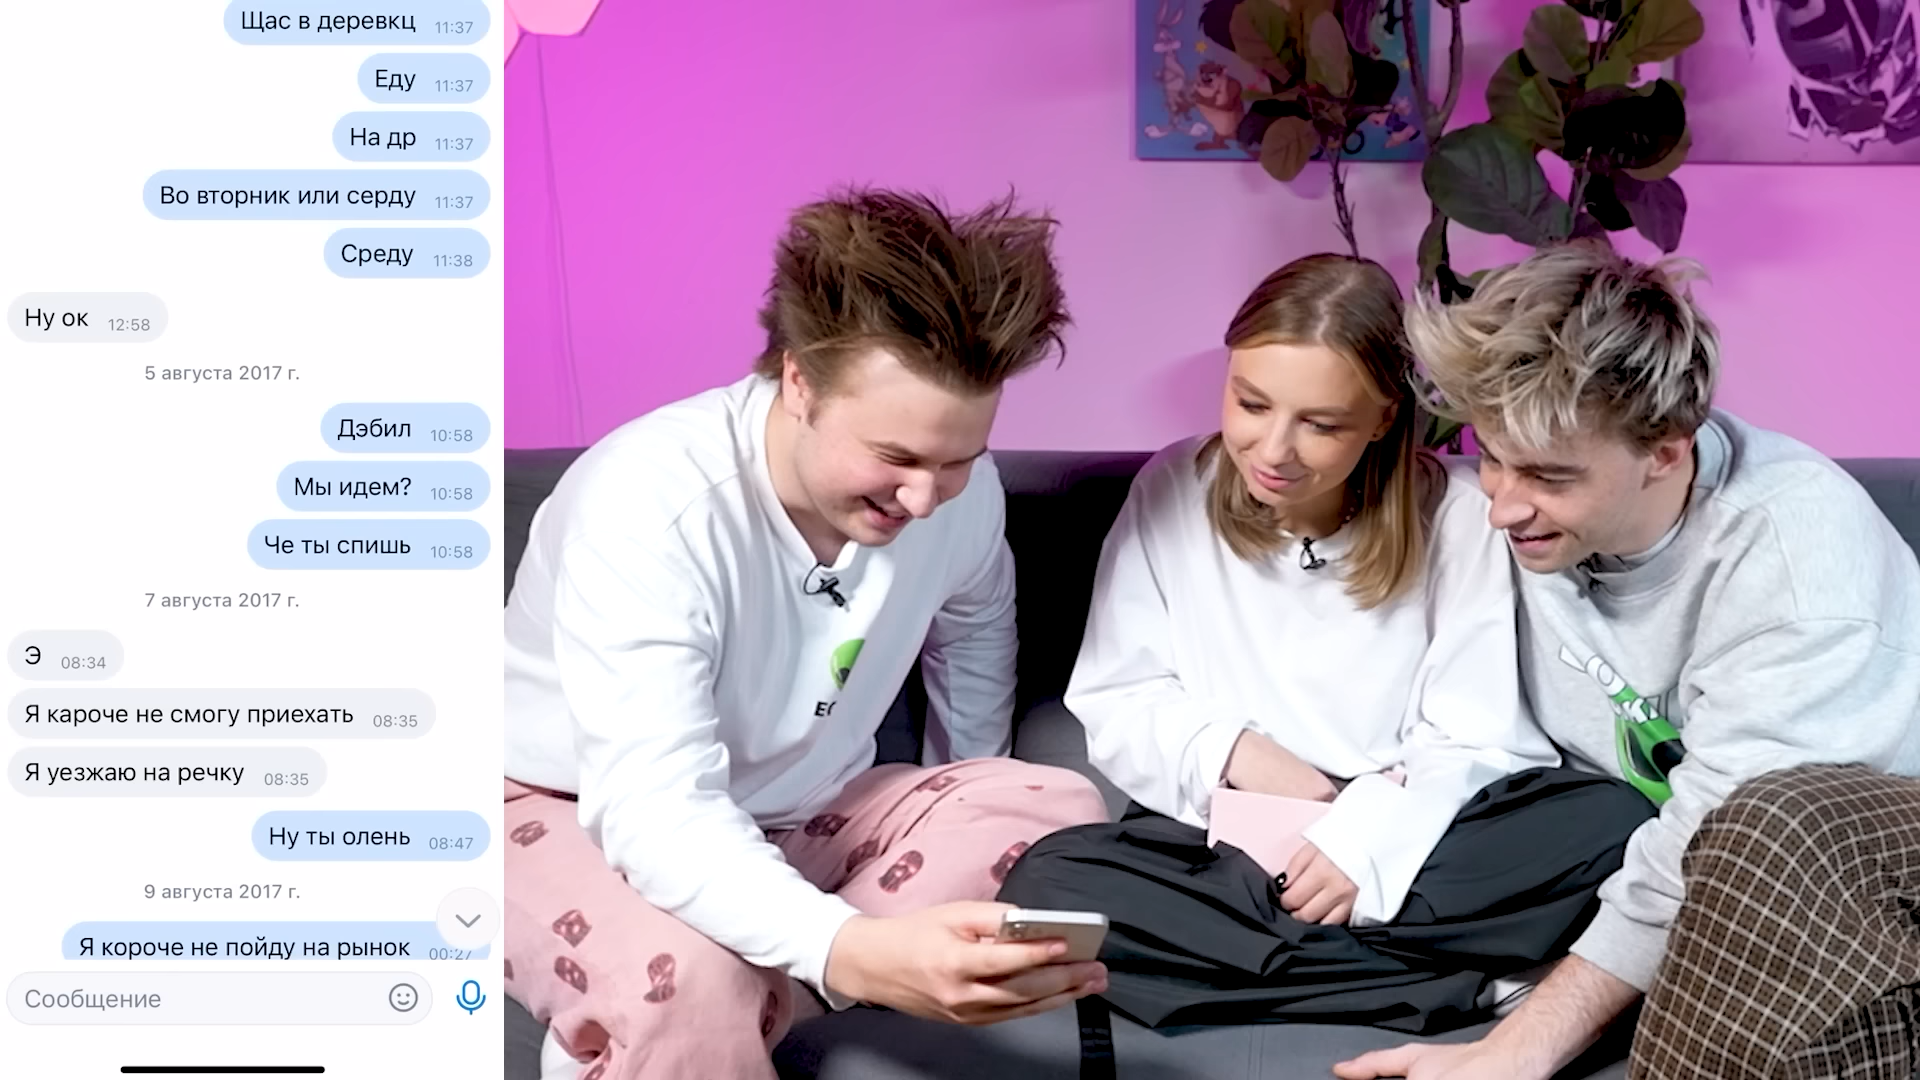 Щас в деревкц 11:37
Еду 11:37
На др 11:37
Во вторник или серду 11:37
Среду 11:38
Ну ок 12:58
5 августа 2017 г.
Дэбил 10:58
Мы идем? 10:58
Че ты спишь 10:58
7 августа 2017 г.
Э 08:34
Я кароче не смогу приехать 08:35
Я уезжаю на речку 08:35
Ну ты олень 08:47
9 августа 2017 г.
Я короче не пойду на рынок 00:27
Сообщение